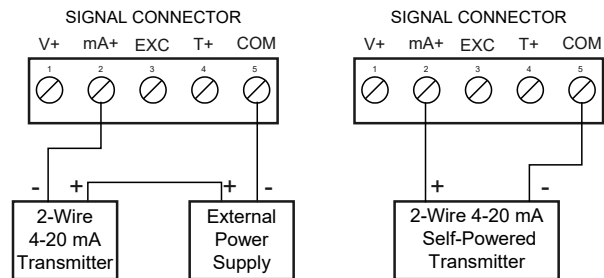 SIGNAL CONNECTOR
V+ mA+ EXC T+ COM
1 2 3 4 5
- + + -
2-Wire
4-20 mA
Transmitter
External
Power
Supply
SIGNAL CONNECTOR
V+ mA+ EXC T+ COM
1 2 3 4 5
+ -
2-Wire 4-20 mA
Self-Powered
Transmitter